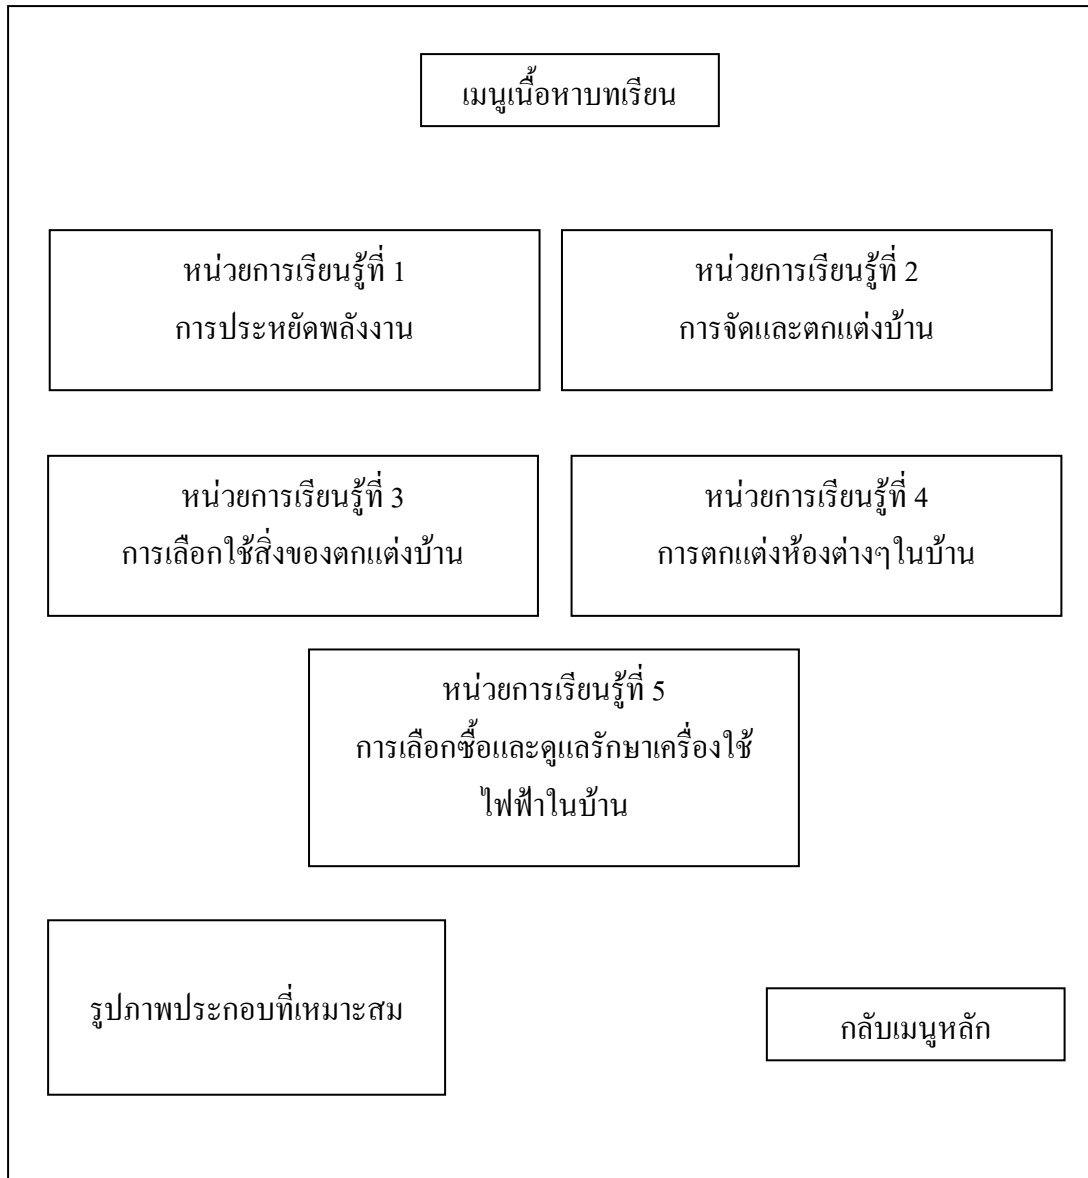 เมนูเนื้อหาบทเรียน
หน่วยการเรียนรู้ที่ 1
การประหยัดพลังงาน
หน่วยการเรียนรู้ที่ 2
การจัดและตกแต่งบ้าน
หน่วยการเรียนรู้ที่ 3
การเลือกใช้สิ่งของตกแต่งบ้าน
หน่วยการเรียนรู้ที่ 4
การตกแต่งห้องต่างๆในบ้าน
หน่วยการเรียนรู้ที่ 5
การเลือกซื้อและดูแลรักษาเครื่องใช้
ไฟฟ้าในบ้าน
รูปภาพประกอบที่เหมาะสม
กลับเมนูหลัก